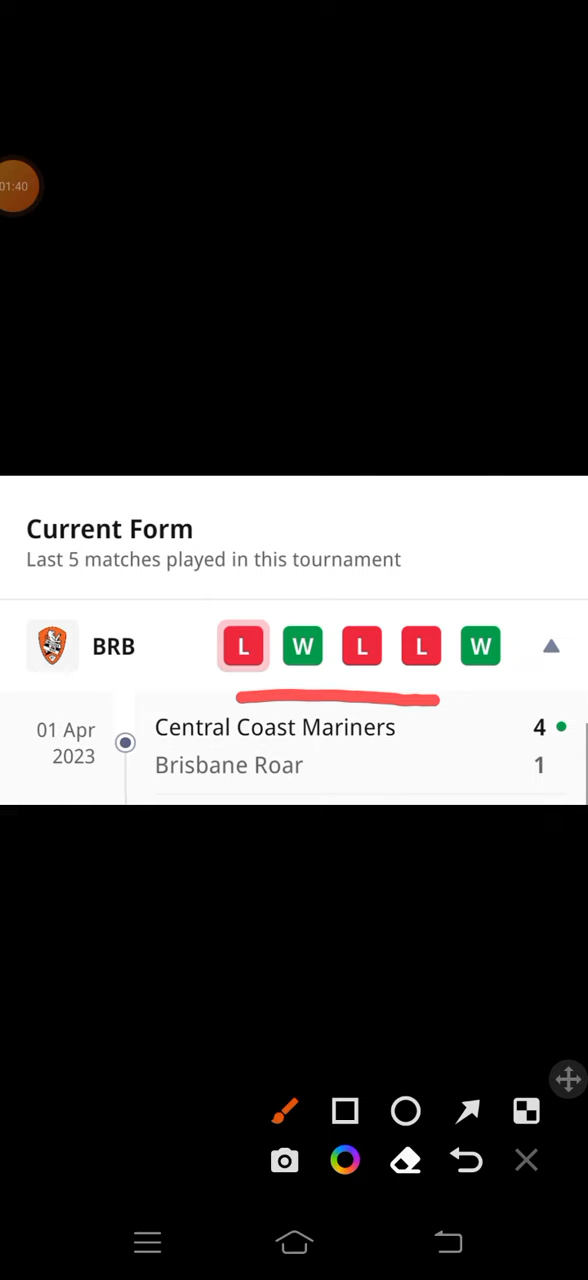 01:40
Current Form
Last 5 matches played in this tournament
BRB L W L L W
01 Apr 2023
Central Coast Mariners 4
Brisbane Roar 1